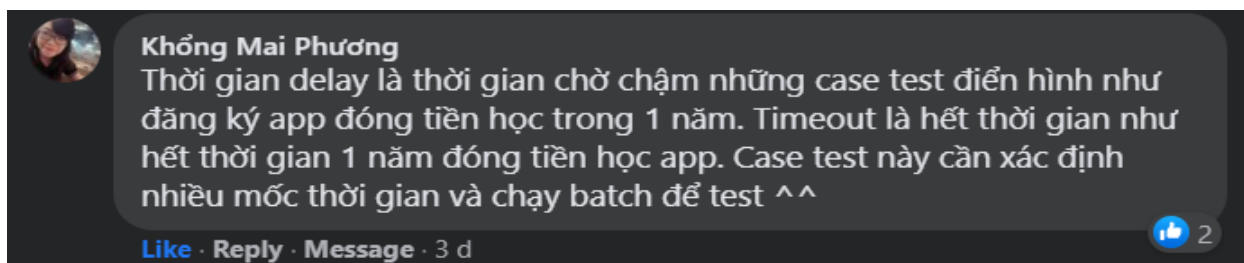 Khổng Mai Phương
Thời gian delay là thời gian chờ chậm những case test điển hình như
đăng ký app đóng tiền học trong 1 năm. Timeout là hết thời gian như
hết thời gian 1 năm đóng tiền học app. Case test này cần xác định
nhiều mốc thời gian và chạy batch để test ^^
Like · Reply · Message · 3 d
2